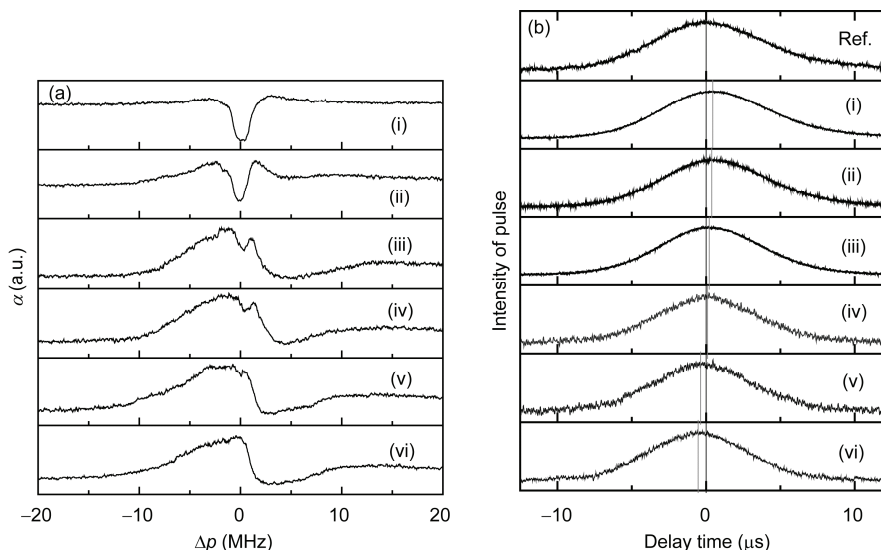 (a)
(i)
(ii)
(iii)
(iv)
(v)
(vi)
α (a.u.)
−20 −10 0 10 20
Δp (MHz)
(b)
Ref.
(i)
(ii)
(iii)
(iv)
(v)
(vi)
Intensity of pulse
−10 0 10
Delay time (μs)